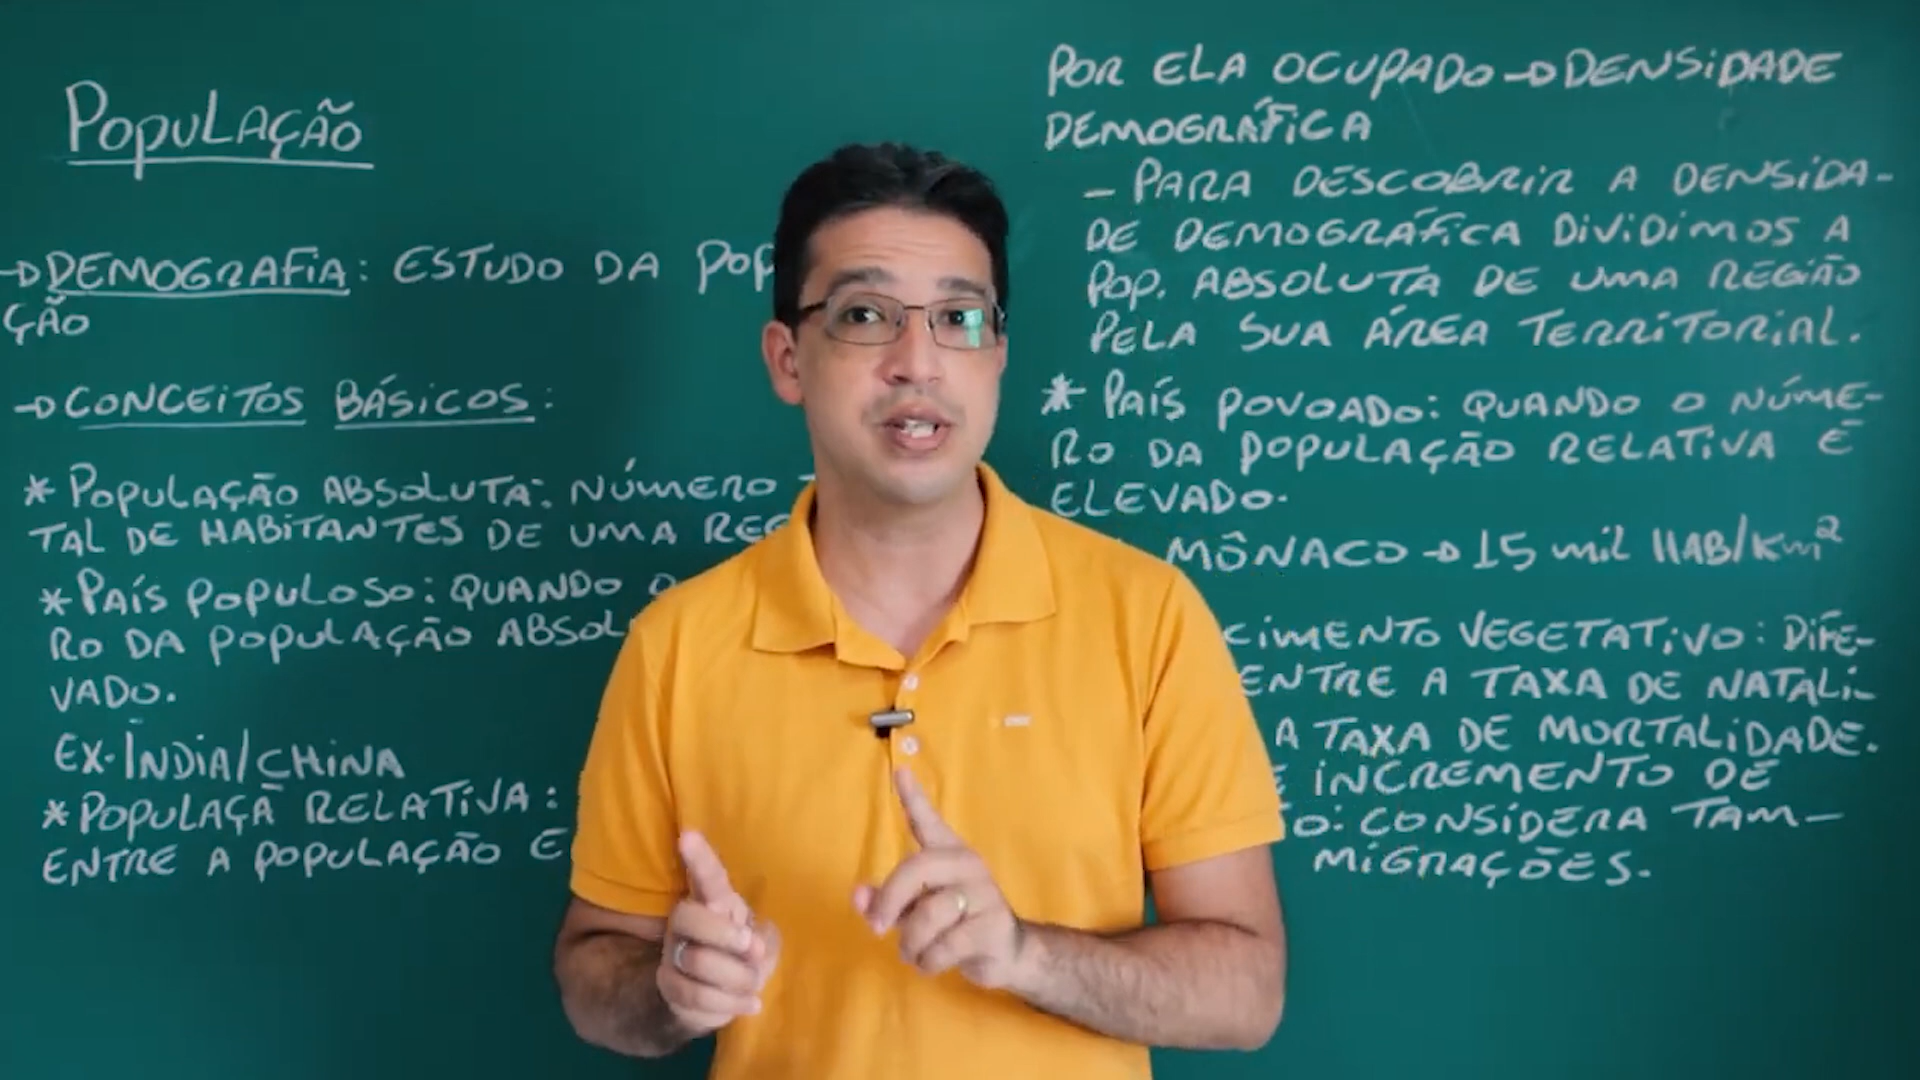 População
→ DEMOGRAFIA: ESTUDO DA POP
ÇÃO
→ CONCEITOS BÁSICOS:
* POPULAÇÃO ABSOLUTA: NÚMERO
TAL DE HABITANTES DE UMA REG
* PAÍS POPULOSO: QUANDO O
RO DA POPULAÇÃO ABSOL
VADO.
EX. ÍNDIA/CHINA
* POPULAÇÃ RELATIVA:
ENTRE A POPULAÇÃO E
POR ELA OCUPADO → DENSIDADE
DEMOGRÁFICA
- PARA DESCOBRIR A DENSIDA-
DE DEMOGRÁFICA DIVIDIMOS A
POP. ABSOLUTA DE UMA REGIÃO
PELA SUA ÁREA TERRITORIAL.
* PAÍS POVOADO: QUANDO O NÚME-
RO DA POPULAÇÃO RELATIVA É
ELEVADO.
MÔNACO → 15 mil HAB/Km²
CIMENTO VEGETATIVO: DIFE-
ENTRE A TAXA DE NATALI-
A TAXA DE MORTALIDADE.
E INCREMENTO DE
O: CONSIDERA TAM-
MIGRAÇÕES.